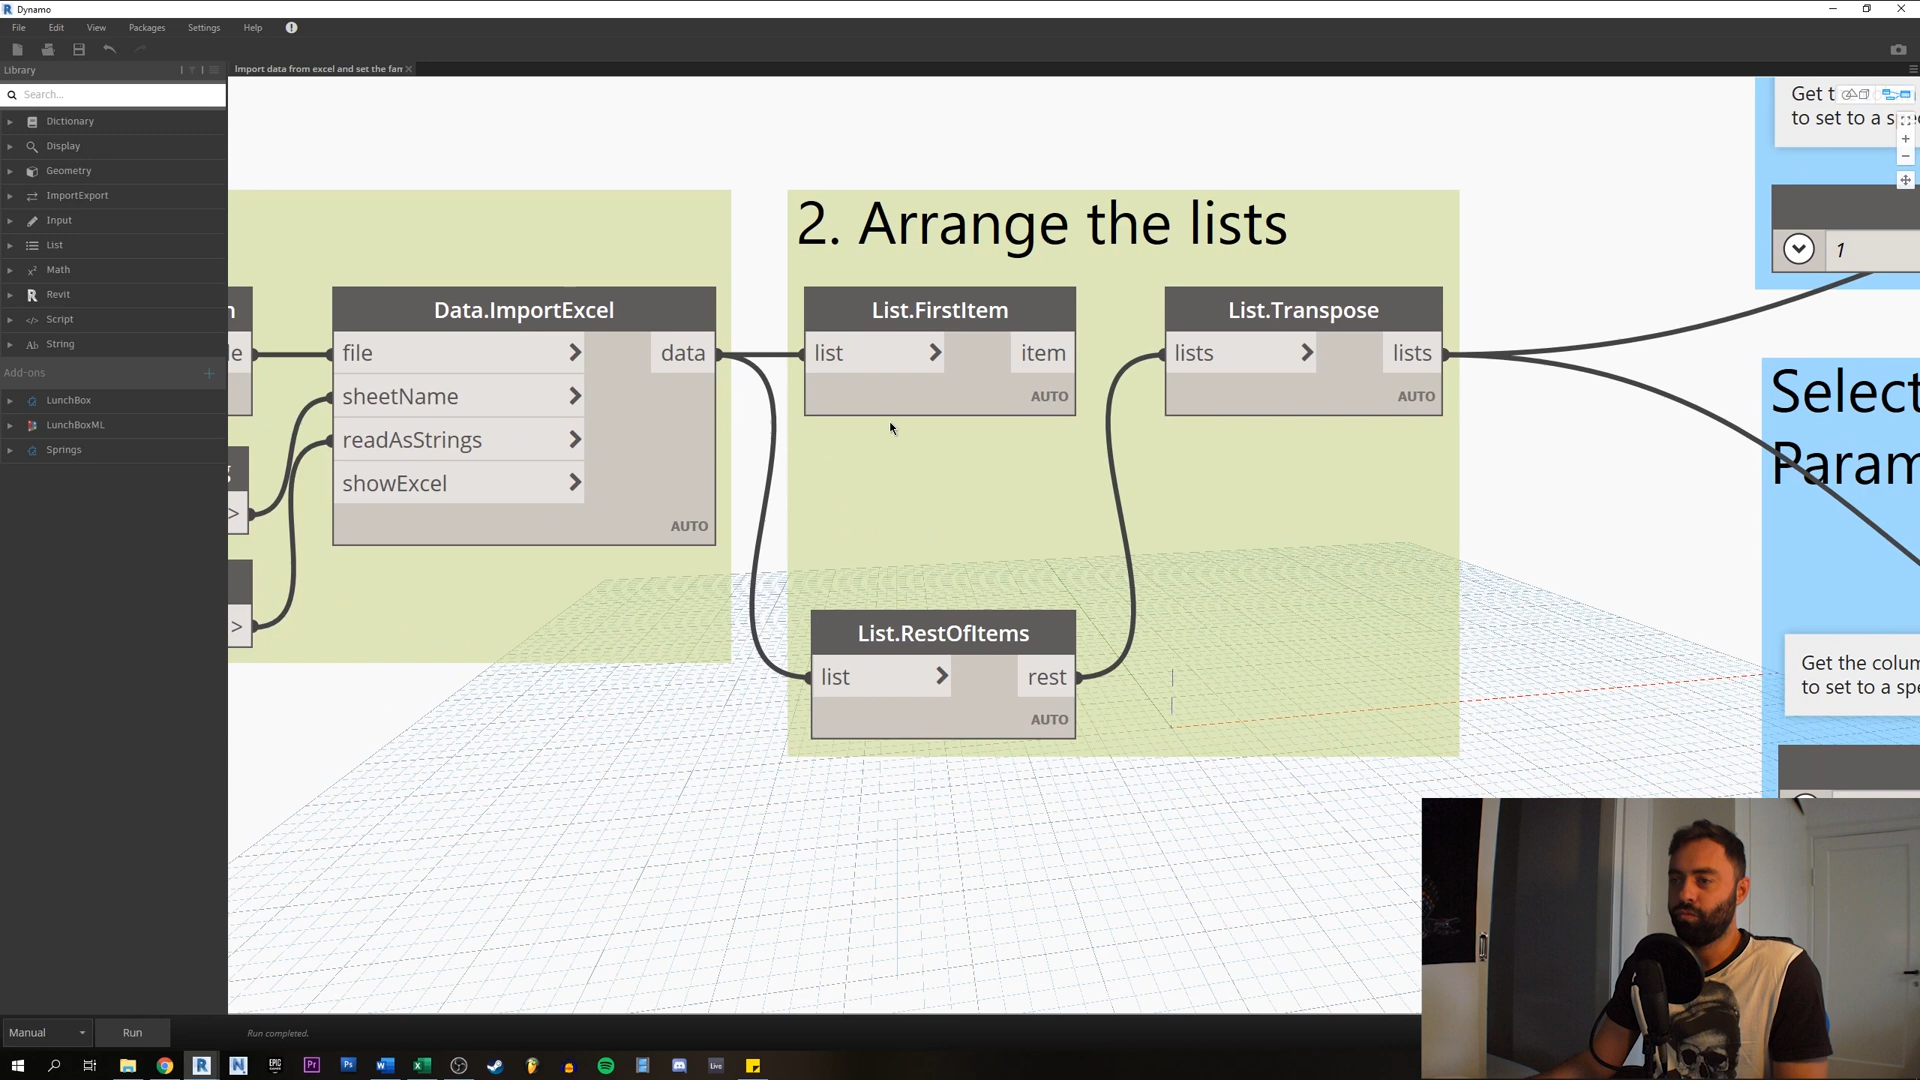 Dynamo
File Edit View Packages Settings Help
Library
Import data from excel and set the fam
Search...
Dictionary
Display
Geometry
ImportExport
Input
List
Math
Revit
Script
Ab String
Add-ons
LunchBox
LunchBoxML
Springs
Data.ImportExcel
file
data
sheetName
readAsStrings
showExcel
AUTO
2. Arrange the lists
List.FirstItem
list
item
AUTO
List.Transpose
lists
lists
AUTO
List.RestOfItems
list
rest
AUTO
to set to a
1
Select
Param
Get the colum
to set to a spe
Manual
Run
Run completed.